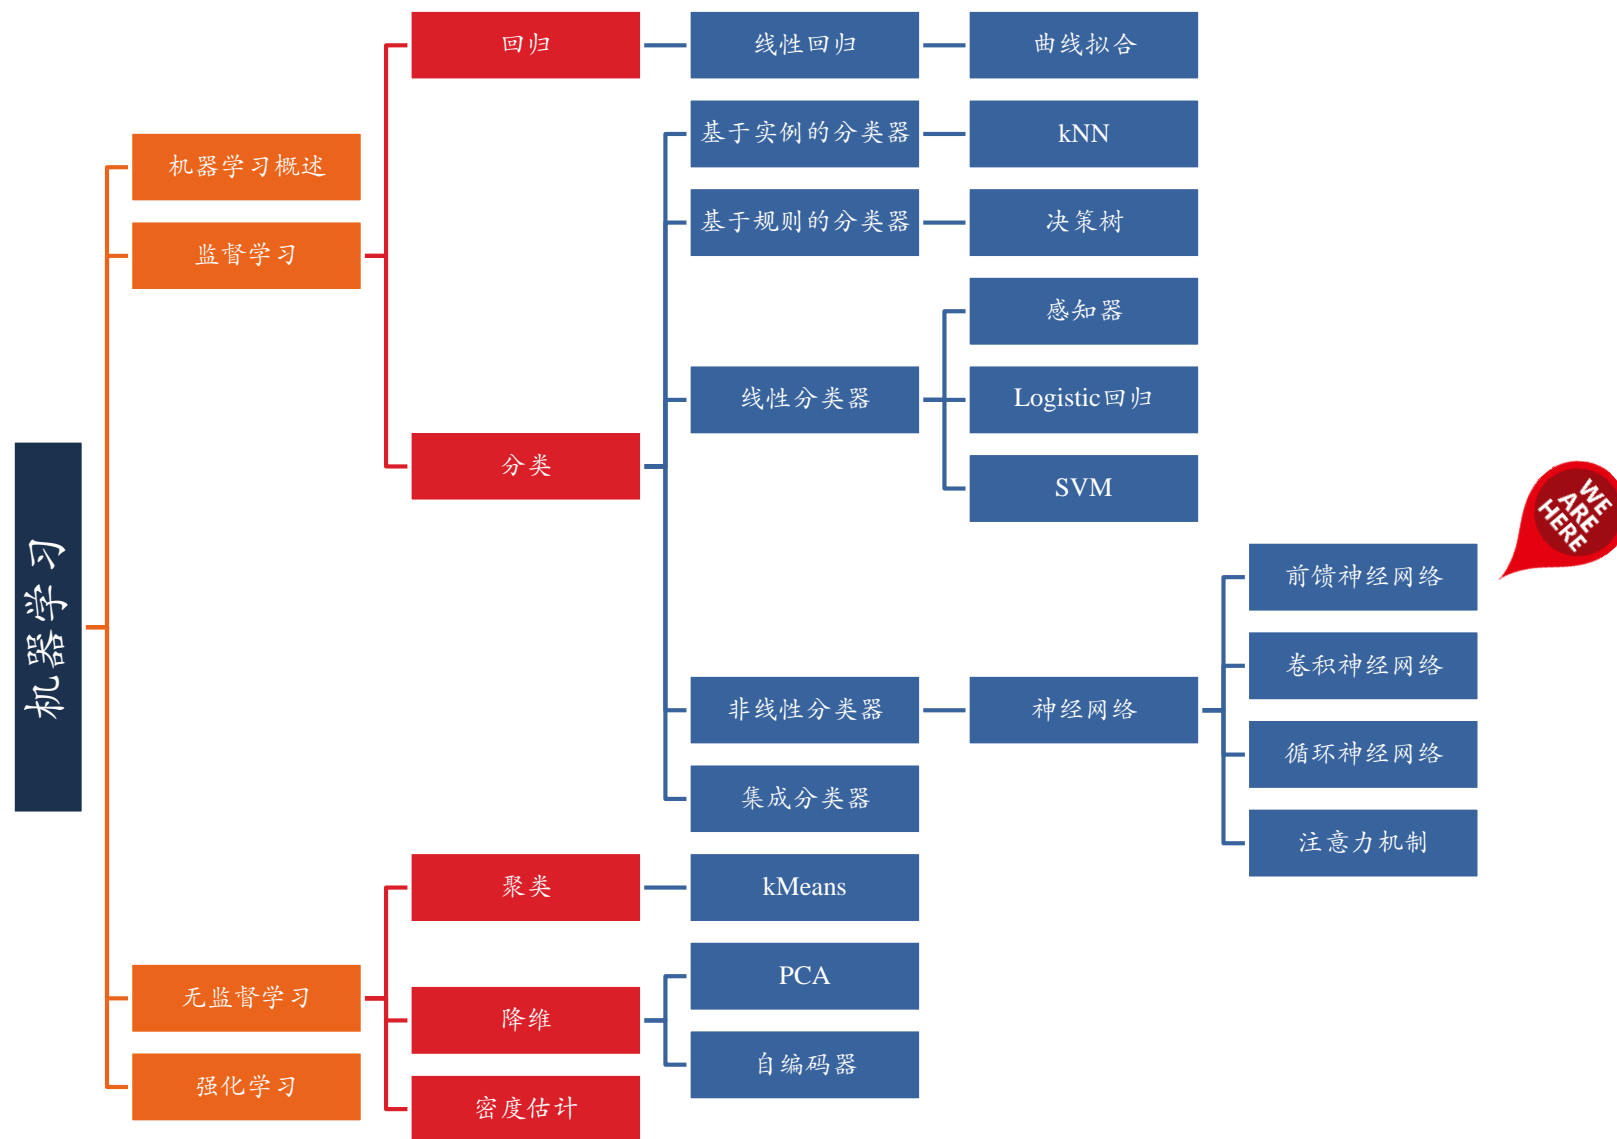 机器学习
机器学习概述
监督学习
回归
线性回归
曲线拟合
分类
基于实例的分类器
kNN
基于规则的分类器
决策树
线性分类器
感知器
Logistic回归
SVM
非线性分类器
神经网络
前馈神经网络
WE
ARE
HERE
卷积神经网络
循环神经网络
注意力机制
集成分类器
无监督学习
聚类
kMeans
降维
PCA
自编码器
密度估计
强化学习